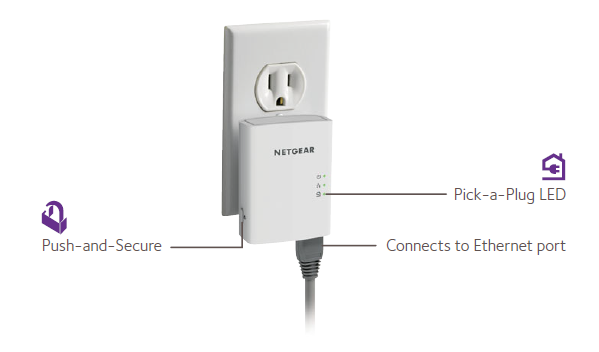 NETGEAR
Pick-a-Plug LED
Push-and-Secure
Connects to Ethernet port